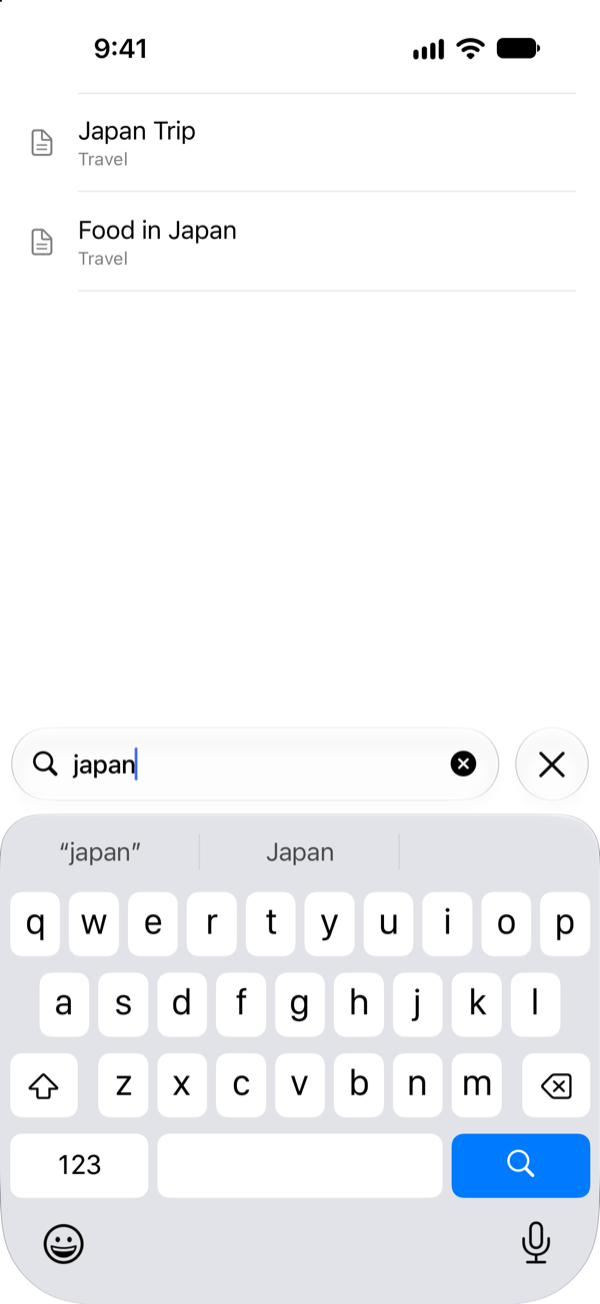 9:41
Japan Trip
Travel
Food in Japan
Travel
japan
“japan” Japan
q w e r t y u i o p
a s d f g h j k l
z x c v b n m
123